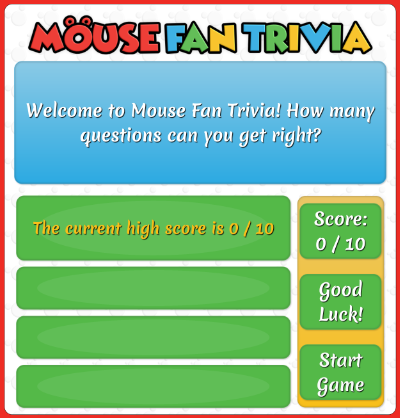 MOUSE FAN TRIVIA
Welcome to Mouse Fan Trivia! How many
questions can you get right?
The current high score is 0 / 10
Score:
0 / 10
Good
Luck!
Start
Game